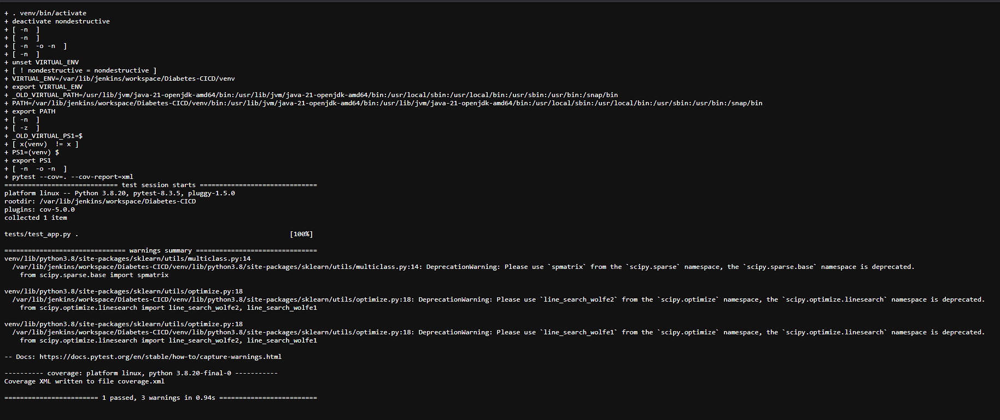 + . venv/bin/activate
+ deactivate nondestructive
+ [ -n  ]
+ [ -n  ]
+ [ -n  -o -n  ]
+ [ -n  ]
+ unset VIRTUAL_ENV
+ [ ! nondestructive = nondestructive ]
+ VIRTUAL_ENV=/var/lib/jenkins/workspace/Diabetes-CICD/venv
+ export VIRTUAL_ENV
+ _OLD_VIRTUAL_PATH=/usr/lib/jvm/java-21-openjdk-amd64/bin:/usr/lib/jvm/java-21-openjdk-amd64/bin:/usr/local/sbin:/usr/local/bin:/usr/sbin:/usr/bin:/snap/bin
+ PATH=/var/lib/jenkins/workspace/Diabetes-CICD/venv/bin:/usr/lib/jvm/java-21-openjdk-amd64/bin:/usr/lib/jvm/java-21-openjdk-amd64/bin:/usr/local/sbin:/usr/local/bin:/usr/sbin:/usr/bin:/snap/bin
+ export PATH
+ [ -n  ]
+ [ -z  ]
+ _OLD_VIRTUAL_PS1=$
+ [ x(venv)  != x ]
+ PS1=(venv) $
+ export PS1
+ [ -n  -o -n  ]
+ pytest --cov=. --cov-report=xml
============================= test session starts ==============================
platform linux -- Python 3.8.20, pytest-8.3.5, pluggy-1.5.0
rootdir: /var/lib/jenkins/workspace/Diabetes-CICD
plugins: cov-5.0.0
collected 1 item
tests/test_app.py .                                                      [100%]
=============================== warnings summary ===============================
venv/lib/python3.8/site-packages/sklearn/utils/multiclass.py:14
  /var/lib/jenkins/workspace/Diabetes-CICD/venv/lib/python3.8/site-packages/sklearn/utils/multiclass.py:14: DeprecationWarning: Please use `spmatrix` from the `scipy.sparse` namespace, the `scipy.sparse.base` namespace is deprecated.
    from scipy.sparse.base import spmatrix
venv/lib/python3.8/site-packages/sklearn/utils/optimize.py:18
  /var/lib/jenkins/workspace/Diabetes-CICD/venv/lib/python3.8/site-packages/sklearn/utils/optimize.py:18: DeprecationWarning: Please use `line_search_wolfe2` from the `scipy.optimize` namespace, the `scipy.optimize.linesearch` namespace is deprecated.
    from scipy.optimize.linesearch import line_search_wolfe2, line_search_wolfe1
venv/lib/python3.8/site-packages/sklearn/utils/optimize.py:18
  /var/lib/jenkins/workspace/Diabetes-CICD/venv/lib/python3.8/site-packages/sklearn/utils/optimize.py:18: DeprecationWarning: Please use `line_search_wolfe1` from the `scipy.optimize` namespace, the `scipy.optimize.linesearch` namespace is deprecated.
    from scipy.optimize.linesearch import line_search_wolfe2, line_search_wolfe1
-- Docs: https://docs.pytest.org/en/stable/how-to/capture-warnings.html
---------- coverage: platform linux, python 3.8.20-final-0 -----------
Coverage XML written to file coverage.xml
======================== 1 passed, 3 warnings in 0.94s =========================